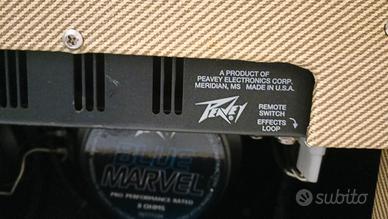 A PRODUCT OF
PEAVEY ELECTRONICS CORP.
MERIDIAN, MS MADE IN U.S.A.
PEAVEY
REMOTE
SWITCH
EFFECTS
LOOP
BLUE
MARVEL
PRO PERFORMANCE RATED
8 OHMS
subito